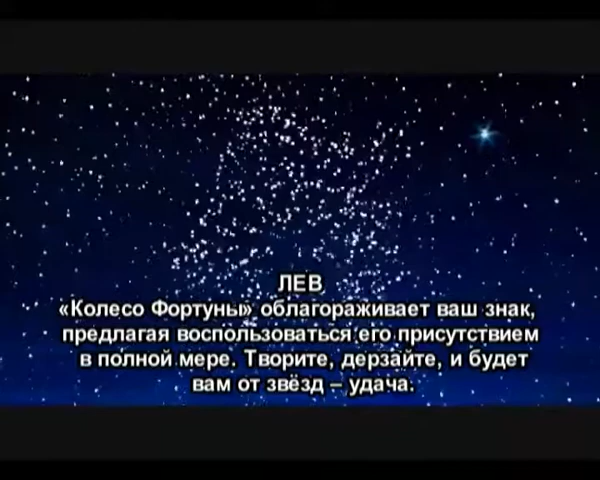 ЛЕВ
«Колесо Фортуны» облагораживает ваш знак,
предлагая воспользоваться его присутствием
в полной мере. Творите, дерзайте, и будет
вам от звёзд – удача.